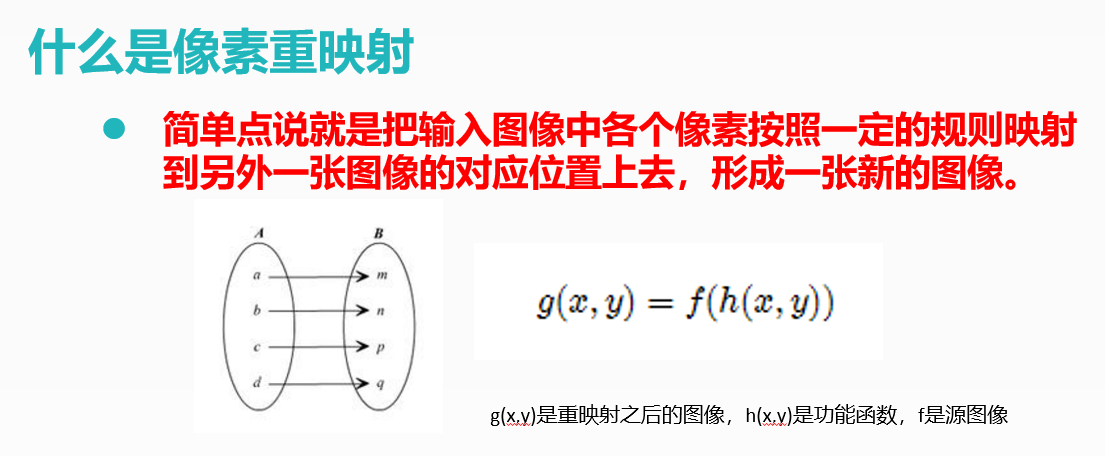 什么是像素重映射
简单点说就是把输入图像中各个像素按照一定的规则映射
到另外一张图像的对应位置上去，形成一张新的图像。
A B
a m
b n
c p
d q
g(x, y) = f(h(x, y))
g(x,y)是重映射之后的图像，h(x,y)是功能函数，f是源图像